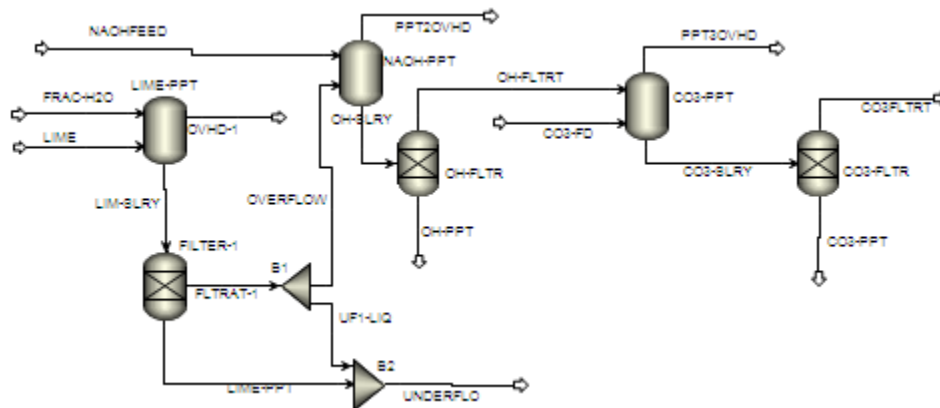 PPT2OVHD
NAOHFEED
NAOH-PPT
PPT3OVHD
LIME-PPT
OH-FLTRT
CO3-PPT
CO3FLTRT
FRAC-H2O
OVHD-1
OH-SLRY
CO3-FD
LIME
OH-FLTR
CO3-SLRY
CO3-FLTR
LIM-SLRY
OVERFLOW
OH-PPT
CO3-PPT
FILTER-1
B1
FLTRAT-1
UF1-LIQ
B2
LIME-PPT
UNDERFLO